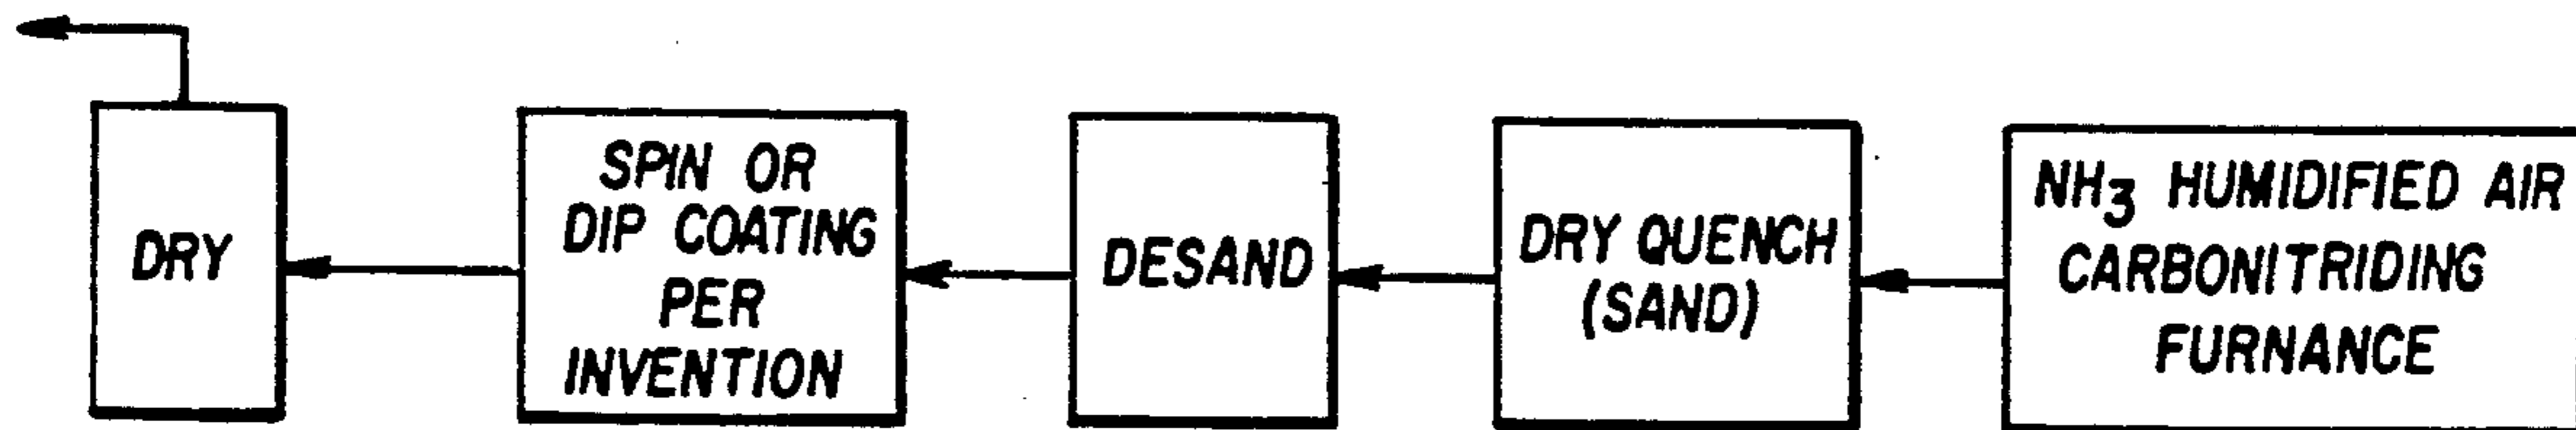 DRY
SPIN OR
DIP COATING
PER
INVENTION
DESAND
DRY QUENCH
(SAND)
NH3 HUMIDIFIED AIR
CARBONITRIDING
FURNANCE